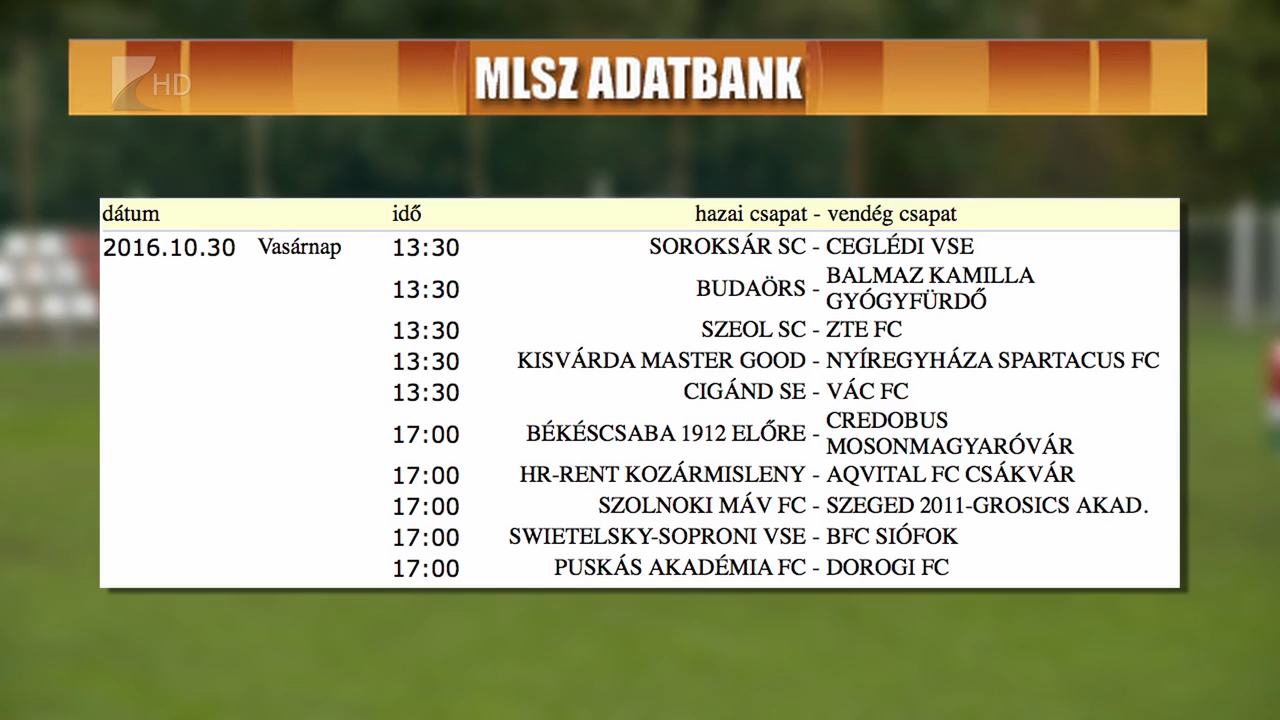 MLSZ ADATBANK
HD
dátum idő hazai csapat - vendég csapat
2016.10.30 Vasárnap 13:30 SOROKSÁR SC - CEGLÉDI VSE
13:30 BUDAÖRS - BALMAZ KAMILLA
GYÓGYFÜRDŐ
13:30 SZEOL SC - ZTE FC
13:30 KISVÁRDA MASTER GOOD - NYÍREGYHÁZA SPARTACUS FC
13:30 CIGÁND SE - VÁC FC
17:00 BÉKÉSCSABA 1912 ELŐRE - CREDOBUS
MOSONMAGYARÓVÁR
17:00 HR-RENT KOZÁRMISLENY - AQVITAL FC CSÁKVÁR
17:00 SZOLNOKI MÁV FC - SZEGED 2011-GROSICS AKAD.
17:00 SWIETELSKY-SOPRONI VSE - BFC SIÓFOK
17:00 PUSKÁS AKADÉMIA FC - DOROGI FC